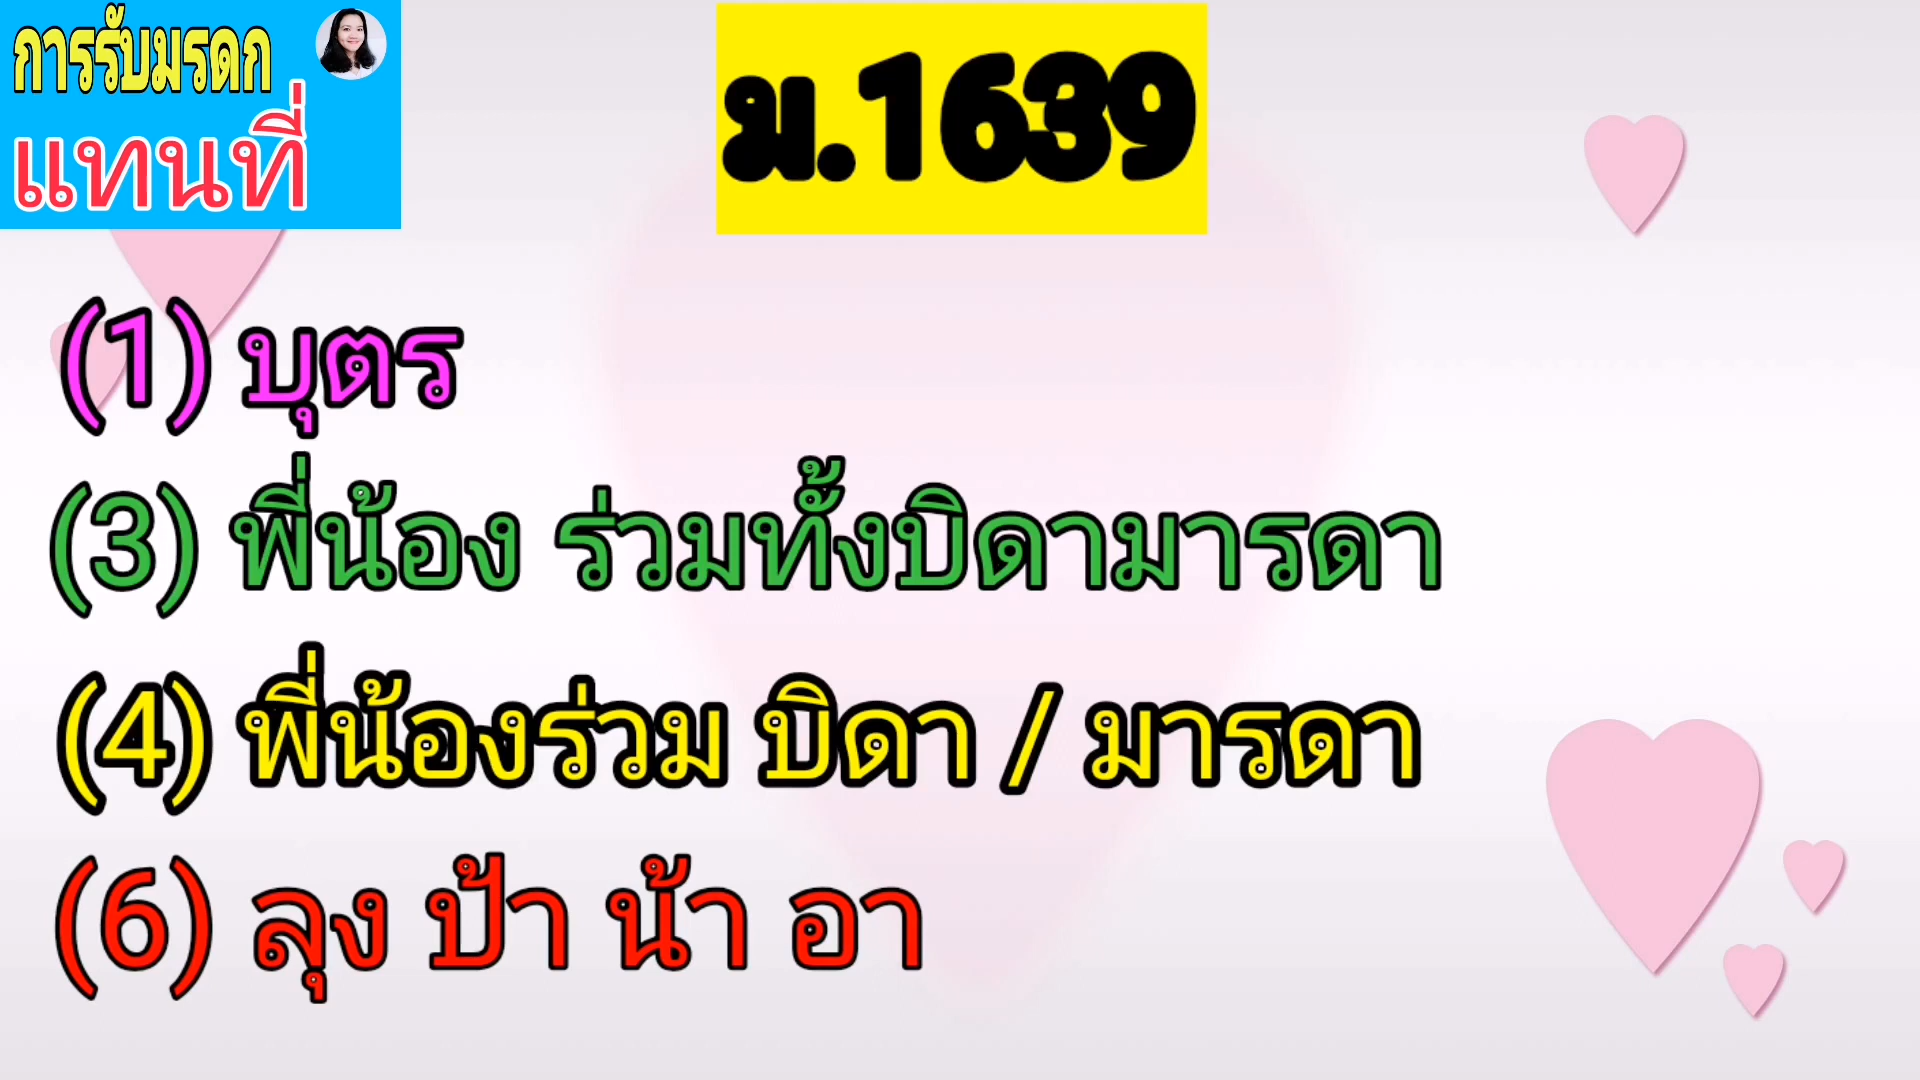 การรับมรดก
แทนที่
ม.1639
(1) บุตร
(3) พี่น้อง ร่วมทั้งบิดามารดา
(4) พี่น้องร่วม บิดา / มารดา
(6) ลุง ป้า น้า อา